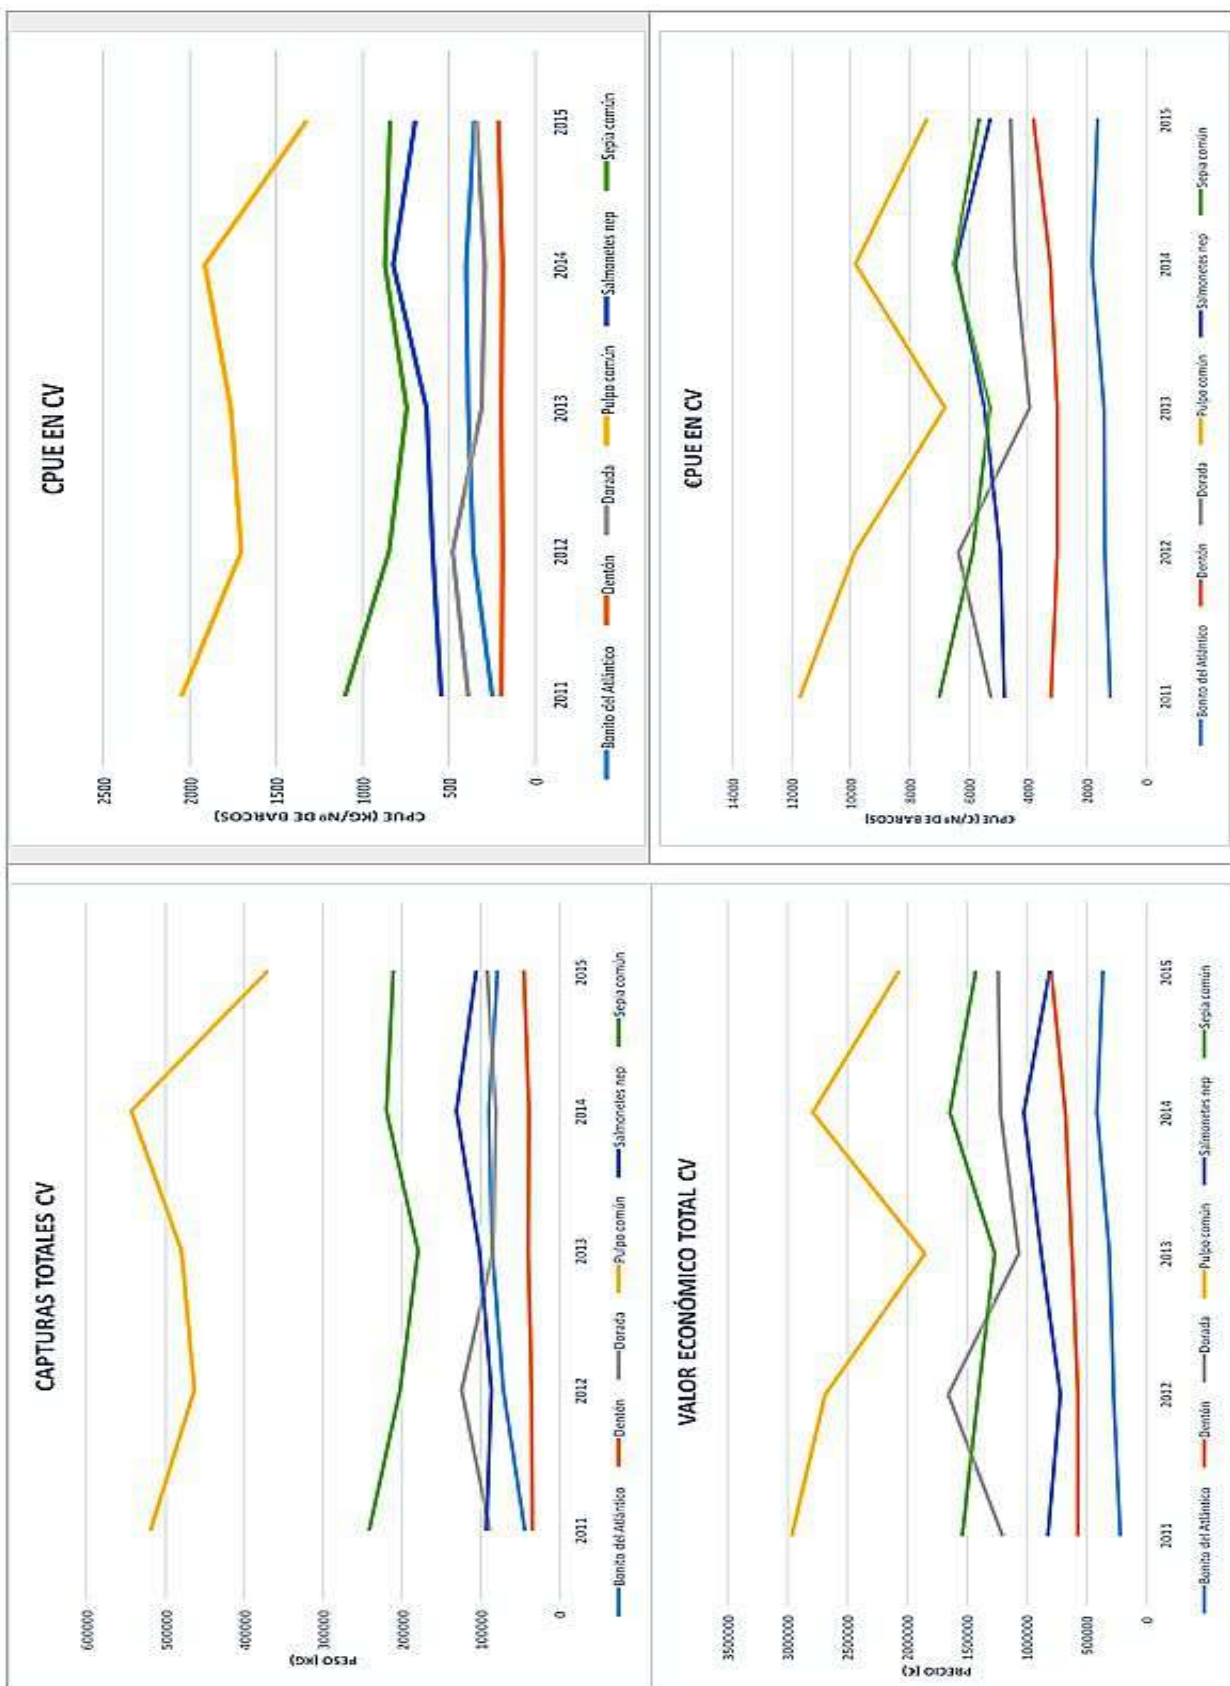 CAPTURAS TOTALES CV
600000
500000
400000
300000
200000
100000
0
PESO (KG)
2011 2012 2013 2014 2015
Bonito del Atlántico Dentón Dorada Pulpo común Salmonetes nep Sepia común
CPUE EN CV
2500
2000
1500
1000
500
0
CPUE (KG/Nº DE BARCOS)
2011 2012 2013 2014 2015
Bonito del Atlántico Dentón Dorada Pulpo común Salmonetes nep Sepia común
VALOR ECONÓMICO TOTAL CV
3500000
3000000
2500000
2000000
1500000
1000000
500000
0
PRECIO (€)
2011 2012 2013 2014 2015
Bonito del Atlántico Dentón Dorada Pulpo común Salmonetes nep Sepia común
€PUE EN CV
14000
12000
10000
8000
6000
4000
2000
0
€PUE (€/Nº DE BARCOS)
2011 2012 2013 2014 2015
Bonito del Atlántico Dentón Dorada Pulpo común Salmonetes nep Sepia común